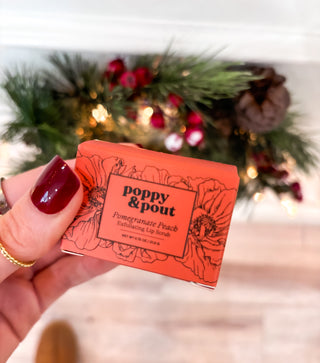 poppy
& pout
Pomegranate Peach
Exfoliating Lip Scrub